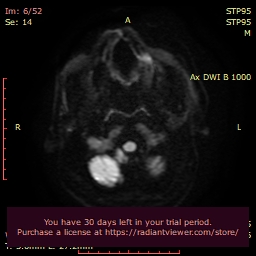 Im: 6/52
Se: 14
A
STP95
STP95
M
Ax DWI B 1000
R
L
You have 30 days left in your trial period.
Purchase a license at https://radiantviewer.com/store/